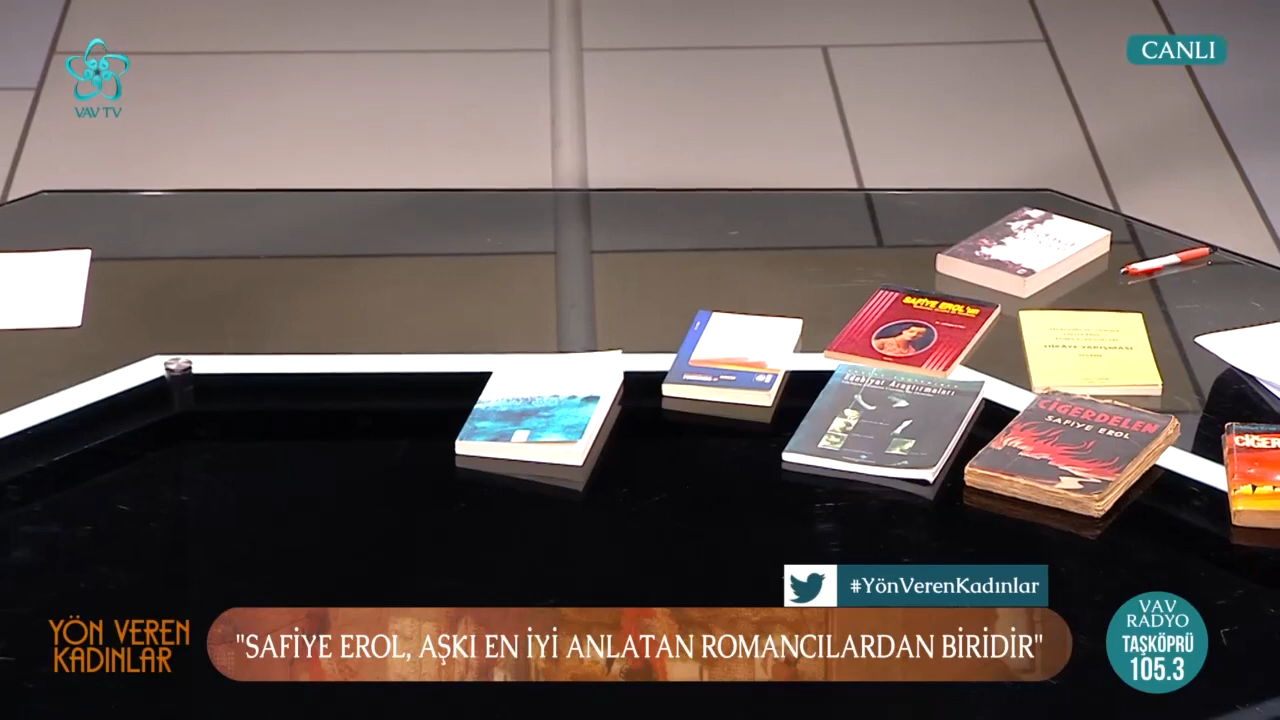 VAV TV
CANLI
SAFİYE EROL'un
Edebiyat Araştırmaları
HİKÂYE YARIŞMASI
CİĞERDELEN
SAFİYE EROL
CİĞER
#YönVerenKadınlar
YÖN VEREN
KADINLAR
"SAFİYE EROL, AŞKI EN İYİ ANLATAN ROMANCILARDAN BİRİDİR"
VAV
RADYO
TAŞKÖPRÜ
105.3